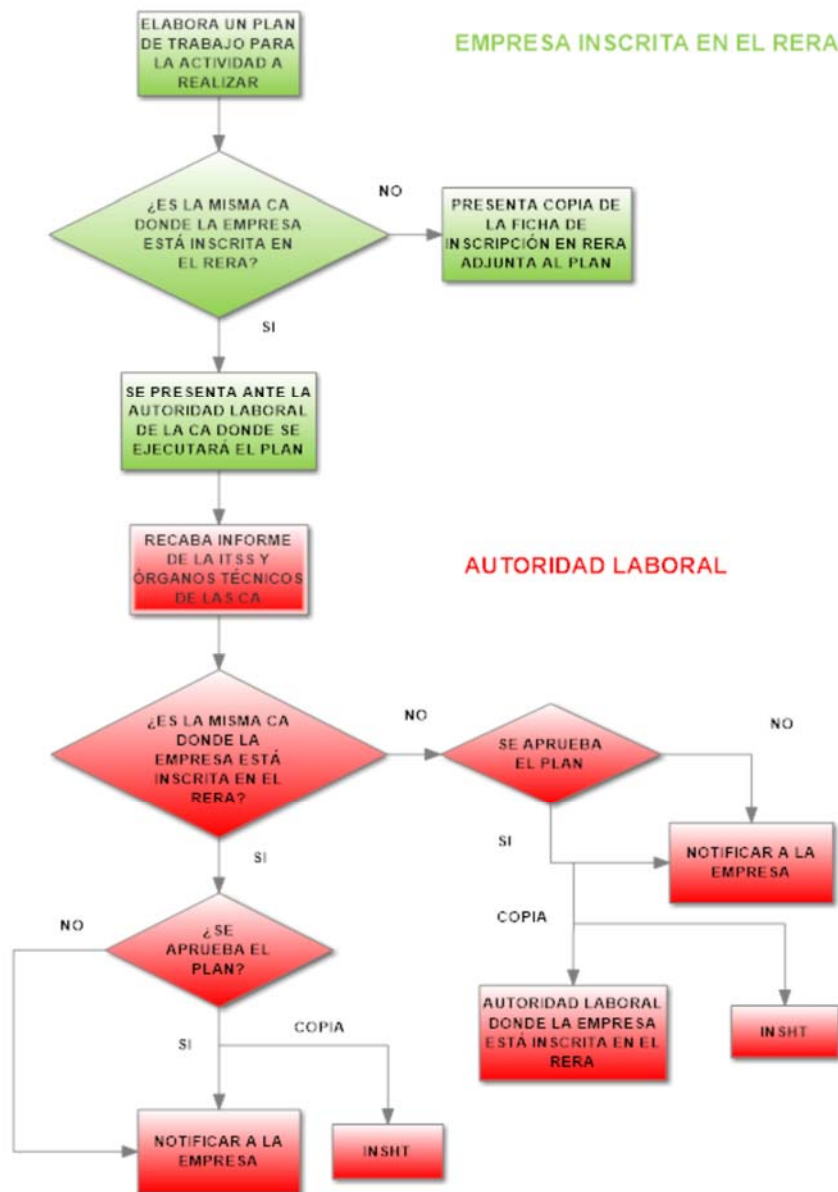 ELABORA UN PLAN
DE TRABAJO PARA
LA ACTIVIDAD A
REALIZAR
EMPRESA INSCRITA EN EL RERA
¿ES LA MISMA CA
DONDE LA EMPRESA
ESTÁ INSCRITA EN
EL RERA?
NO
PRESENTA COPIA DE
LA FICHA DE
INSCRIPCIÓN EN RERA
ADJUNTA AL PLAN
SI
SE PRESENTA ANTE LA
AUTORIDAD LABORAL
DE LA CA DONDE SE
EJECUTARÁ EL PLAN
RECABA INFORME
DE LA ITSS Y
ÓRGANOS TÉCNICOS
DE LAS CA
AUTORIDAD LABORAL
¿ES LA MISMA CA
DONDE LA
EMPRESA ESTÁ
INSCRITA EN EL
RERA?
NO
SE APRUEBA
EL PLAN
NO
SI
NOTIFICAR A LA
EMPRESA
COPIA
AUTORIDAD LABORAL
DONDE LA EMPRESA
ESTÁ INSCRITA EN EL
RERA
INSHT
SI
¿SE
APRUEBA EL
PLAN?
NO
SI
COPIA
NOTIFICAR A LA
EMPRESA
INSHT